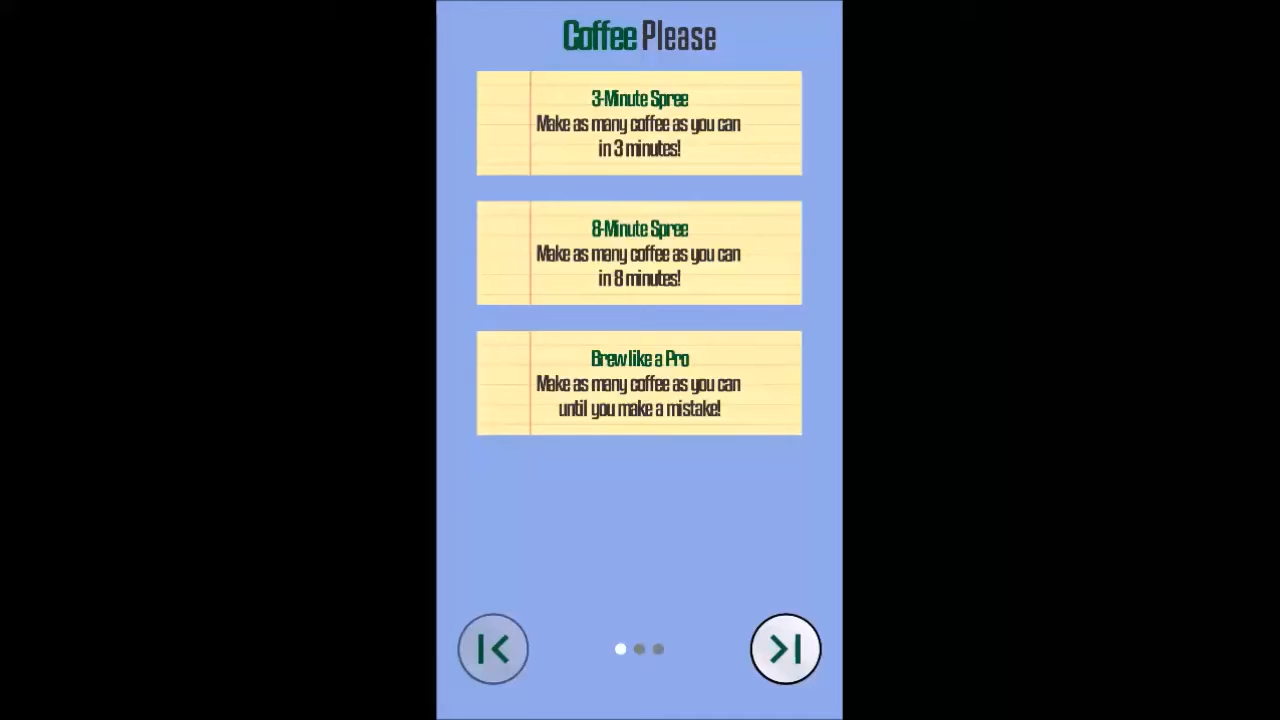 Coffee Please
3-Minute Spree
Make as many coffee as you can
in 3 minutes!
8-Minute Spree
Make as many coffee as you can
in 8 minutes!
Brew like a Pro
Make as many coffee as you can
until you make a mistake!